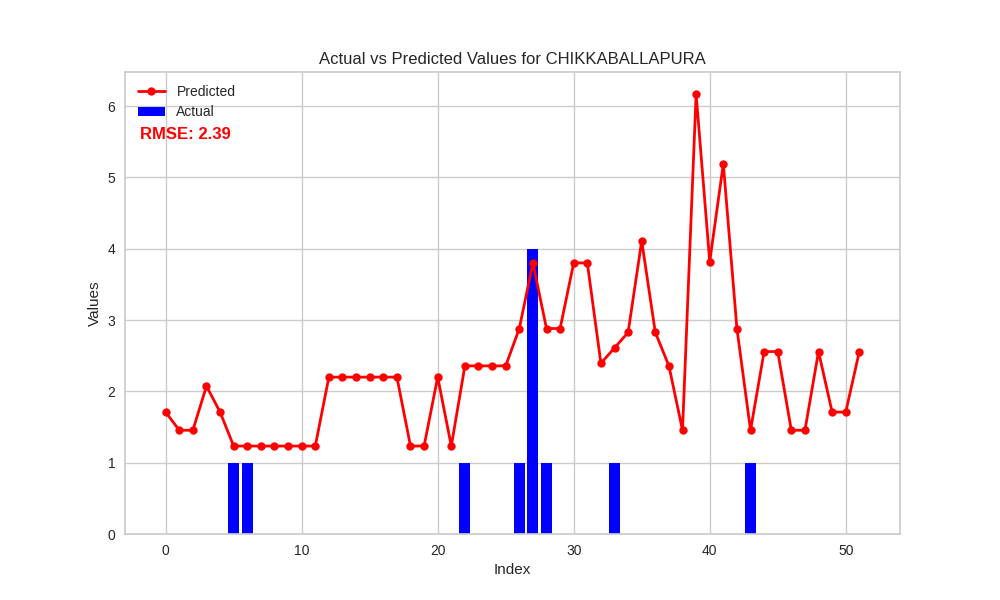 Actual vs Predicted Values for CHIKKABALLAPURA
Predicted
Actual
RMSE: 2.39
Values
6
5
4
3
2
1
0
0 10 20 30 40 50
Index